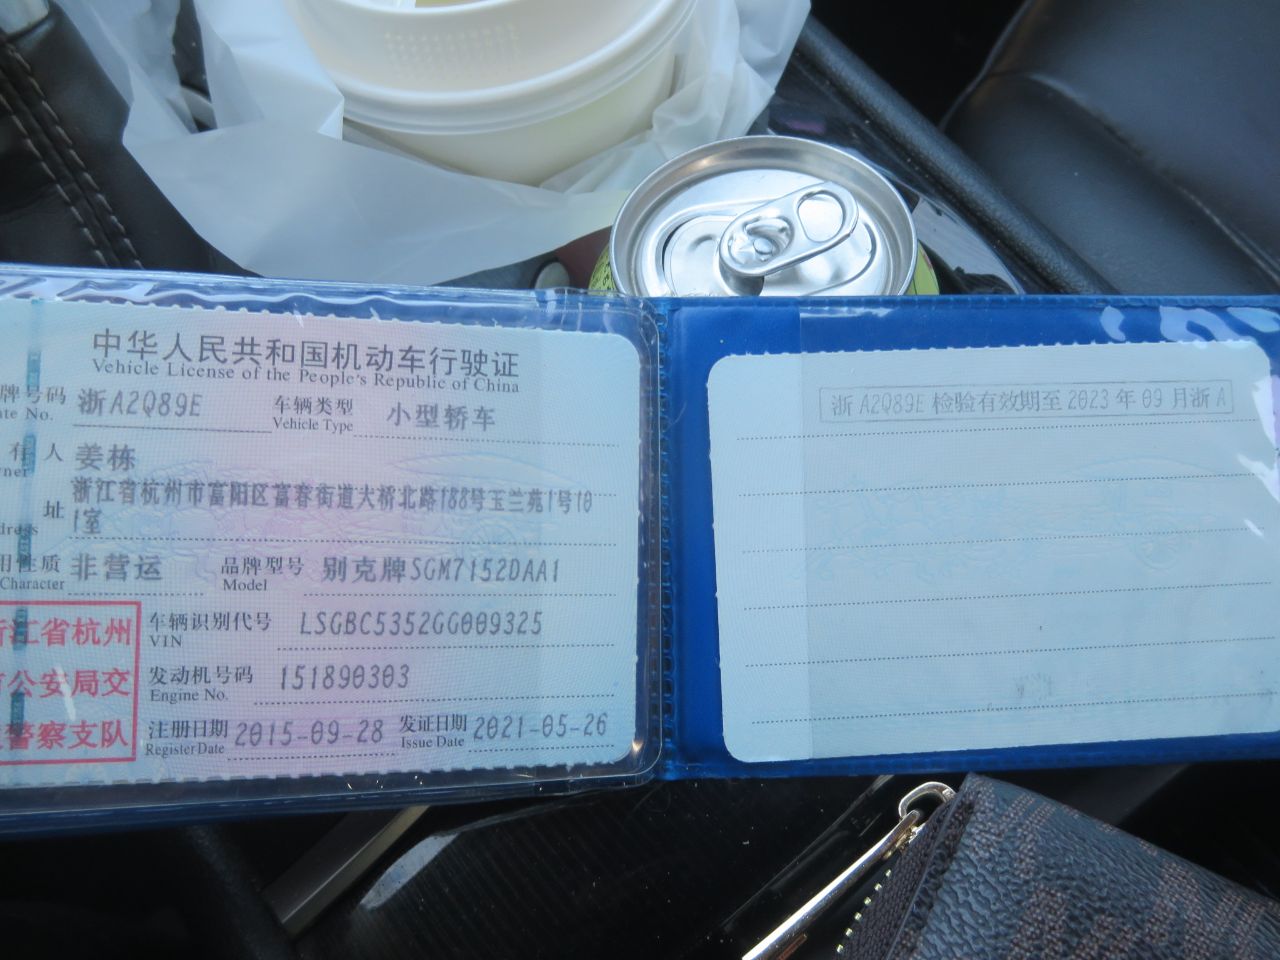 中华人民共和国机动车行驶证
Vehicle License of the People's Republic of China
牌号码 浙A2Q89E 车辆类型 小型轿车
ate No. Vehicle Type
有 人 姜栋
ner
址 浙江省杭州市富阳区富春街道大桥北路188号玉兰苑1号10
dress 1室
用性质 非营运 品牌型号 别克牌SGM7152DAA1
Character Model
车辆识别代号 LSGBC5352GG009325
VIN
发动机号码 151890303
Engine No.
注册日期 2015-09-28 发证日期 2021-05-26
Register Date Issue Date
江省杭州
公安局交
警察支队
浙A2Q89E 检验有效期至 2023 年 09 月浙A